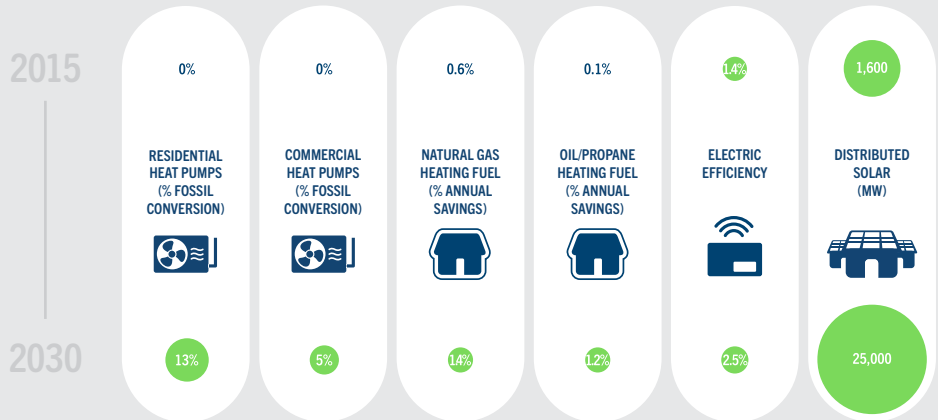 2015
0%
0%
0.6%
0.1%
1.4%
1,600
RESIDENTIAL
HEAT PUMPS
(% FOSSIL
CONVERSION)
COMMERCIAL
HEAT PUMPS
(% FOSSIL
CONVERSION)
NATURAL GAS
HEATING FUEL
(% ANNUAL
SAVINGS)
OIL/PROPANE
HEATING FUEL
(% ANNUAL
SAVINGS)
ELECTRIC
EFFICIENCY
DISTRIBUTED
SOLAR
(MW)
2030
13%
5%
1.4%
1.2%
2.5%
25,000